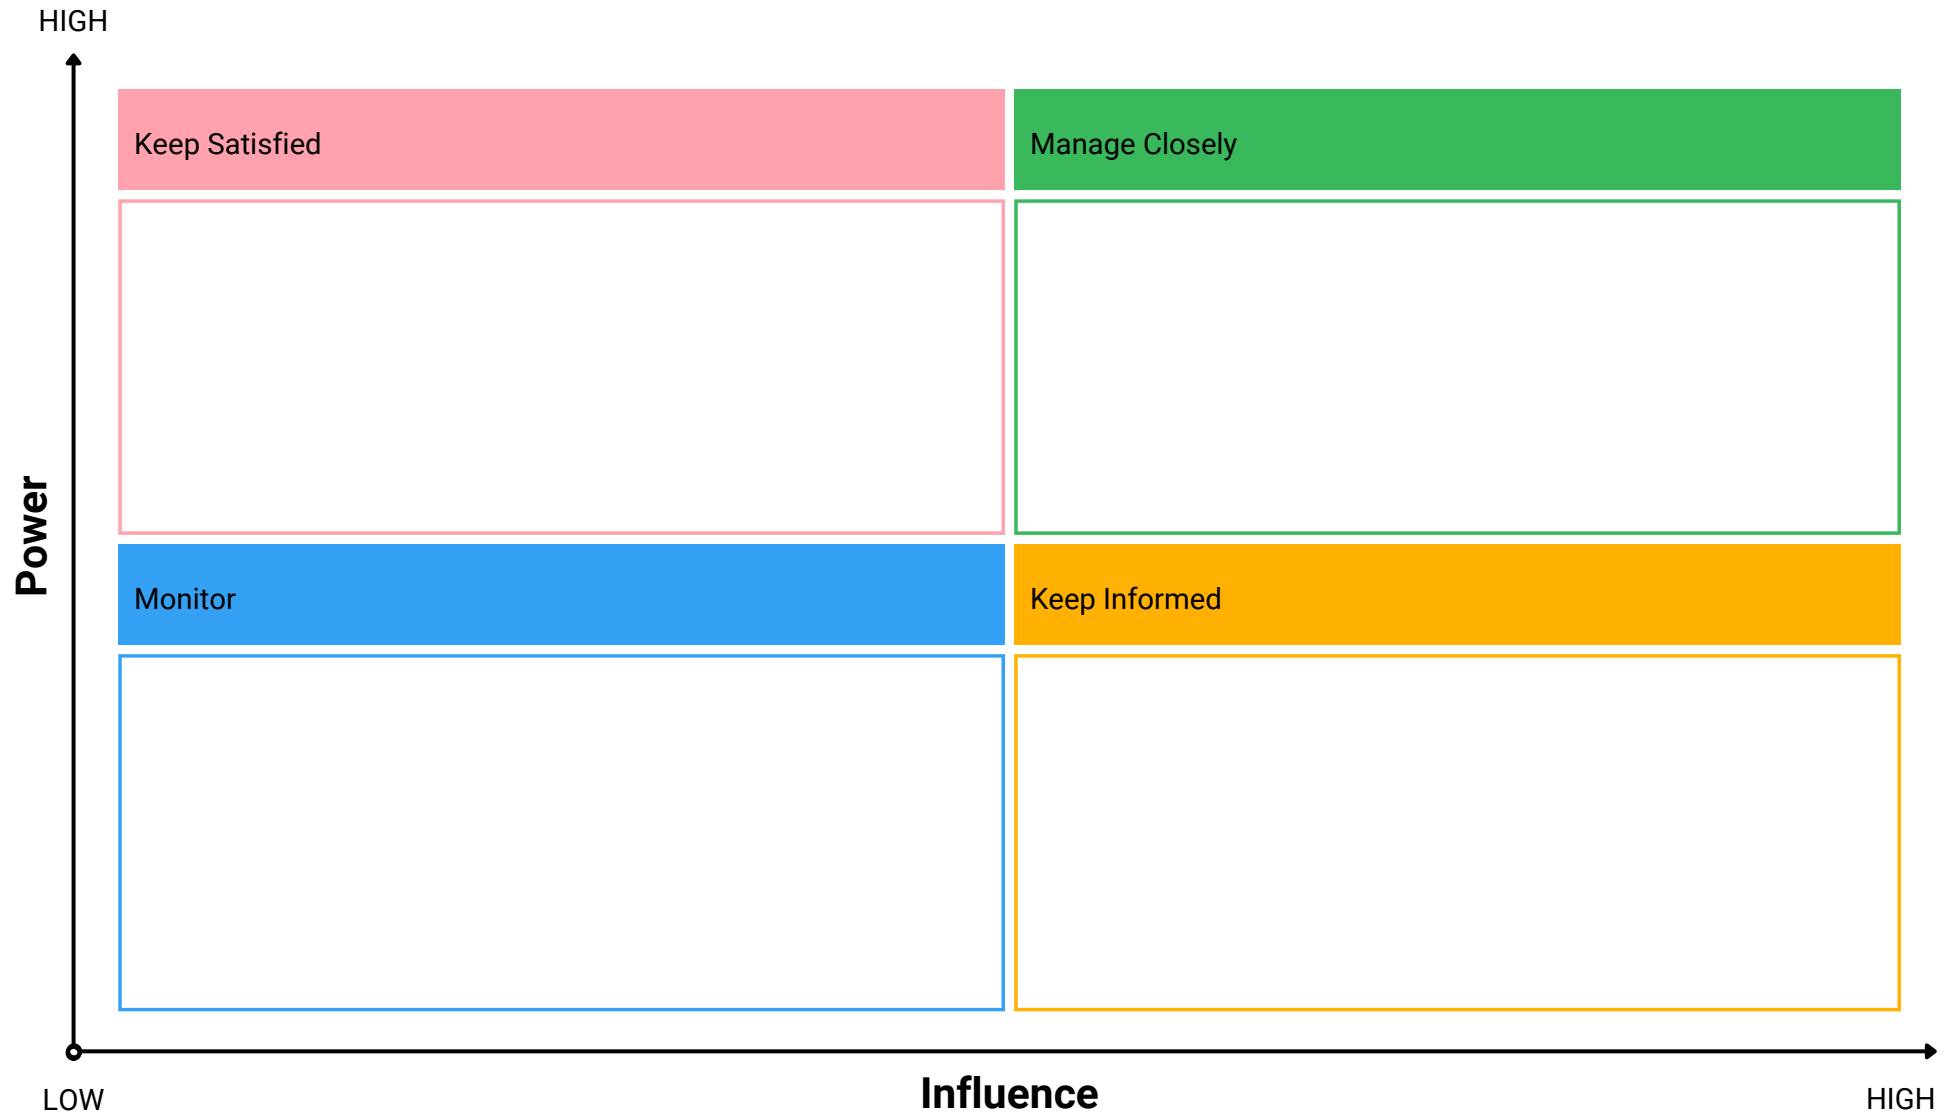 HIGH
Keep Satisfied
Manage Closely
Power
Monitor
Keep Informed
LOW
Influence
HIGH